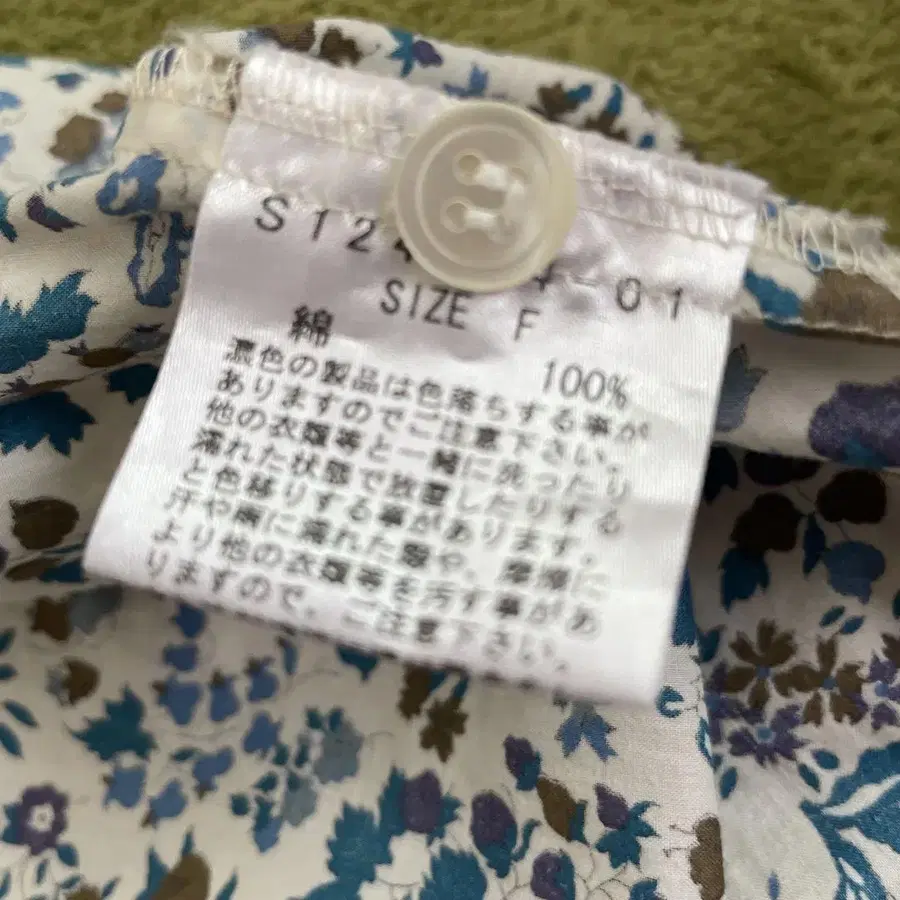 S124 4-01
SIZE F
綿 100%
濃色の製品は色落ちする事が
ありますのでご注意下さい。
他の衣類等と一緒に洗ったり
濡れた状態で放置したりする
と色移りする事があります。
汗や雨に濡れた際や、摩擦に
より他の衣類等を汚す事があ
りますので、ご注意下さい。